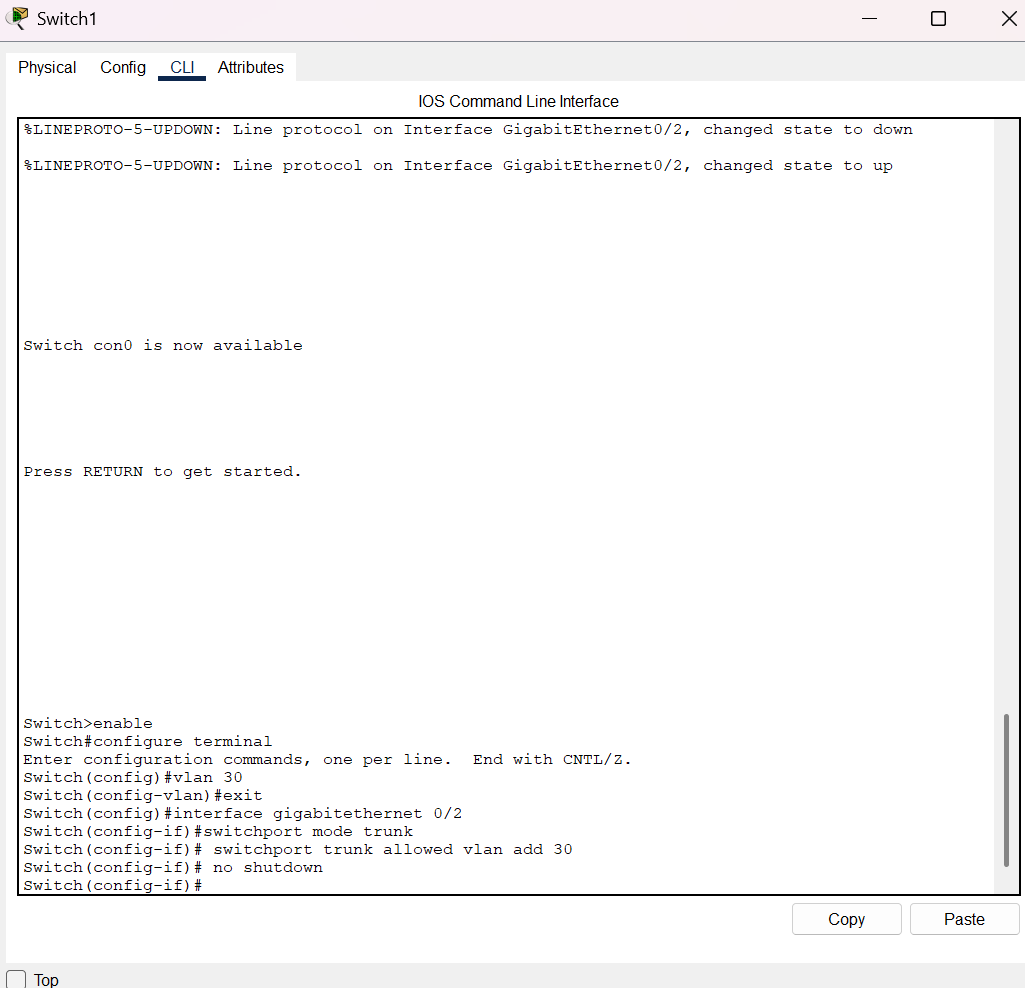 Switch1
Physical Config CLI Attributes
IOS Command Line Interface
%LINEPROTO-5-UPDOWN: Line protocol on Interface GigabitEthernet0/2, changed state to down
%LINEPROTO-5-UPDOWN: Line protocol on Interface GigabitEthernet0/2, changed state to up
Switch con0 is now available
Press RETURN to get started.
Switch>enable
Switch#configure terminal
Enter configuration commands, one per line.  End with CNTL/Z.
Switch(config)#vlan 30
Switch(config-vlan)#exit
Switch(config)#interface gigabitethernet 0/2
Switch(config-if)#switchport mode trunk
Switch(config-if)# switchport trunk allowed vlan add 30
Switch(config-if)# no shutdown
Switch(config-if)#
Copy Paste
Top